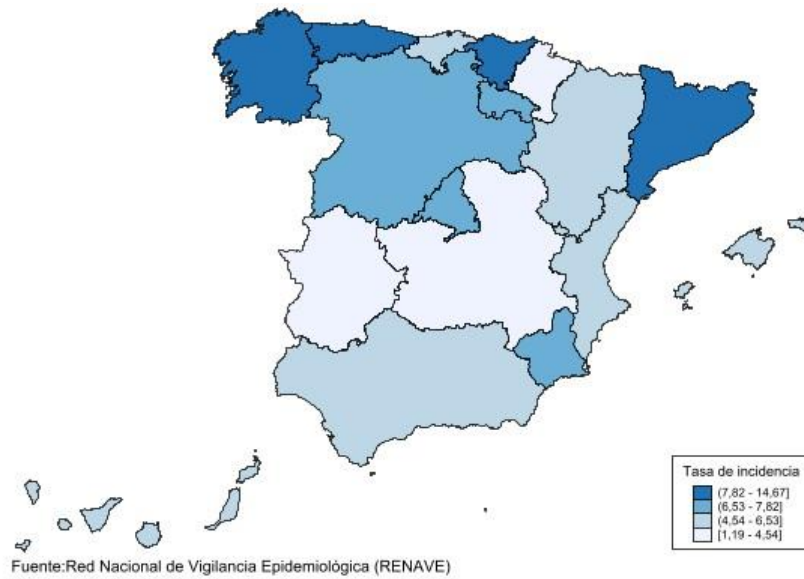 Tasa de incidencia
(7,82 - 14,67]
(6,53 - 7,82]
(4,54 - 6,53]
[1,19 - 4,54]
Fuente:Red Nacional de Vigilancia Epidemiológica (RENAVE)